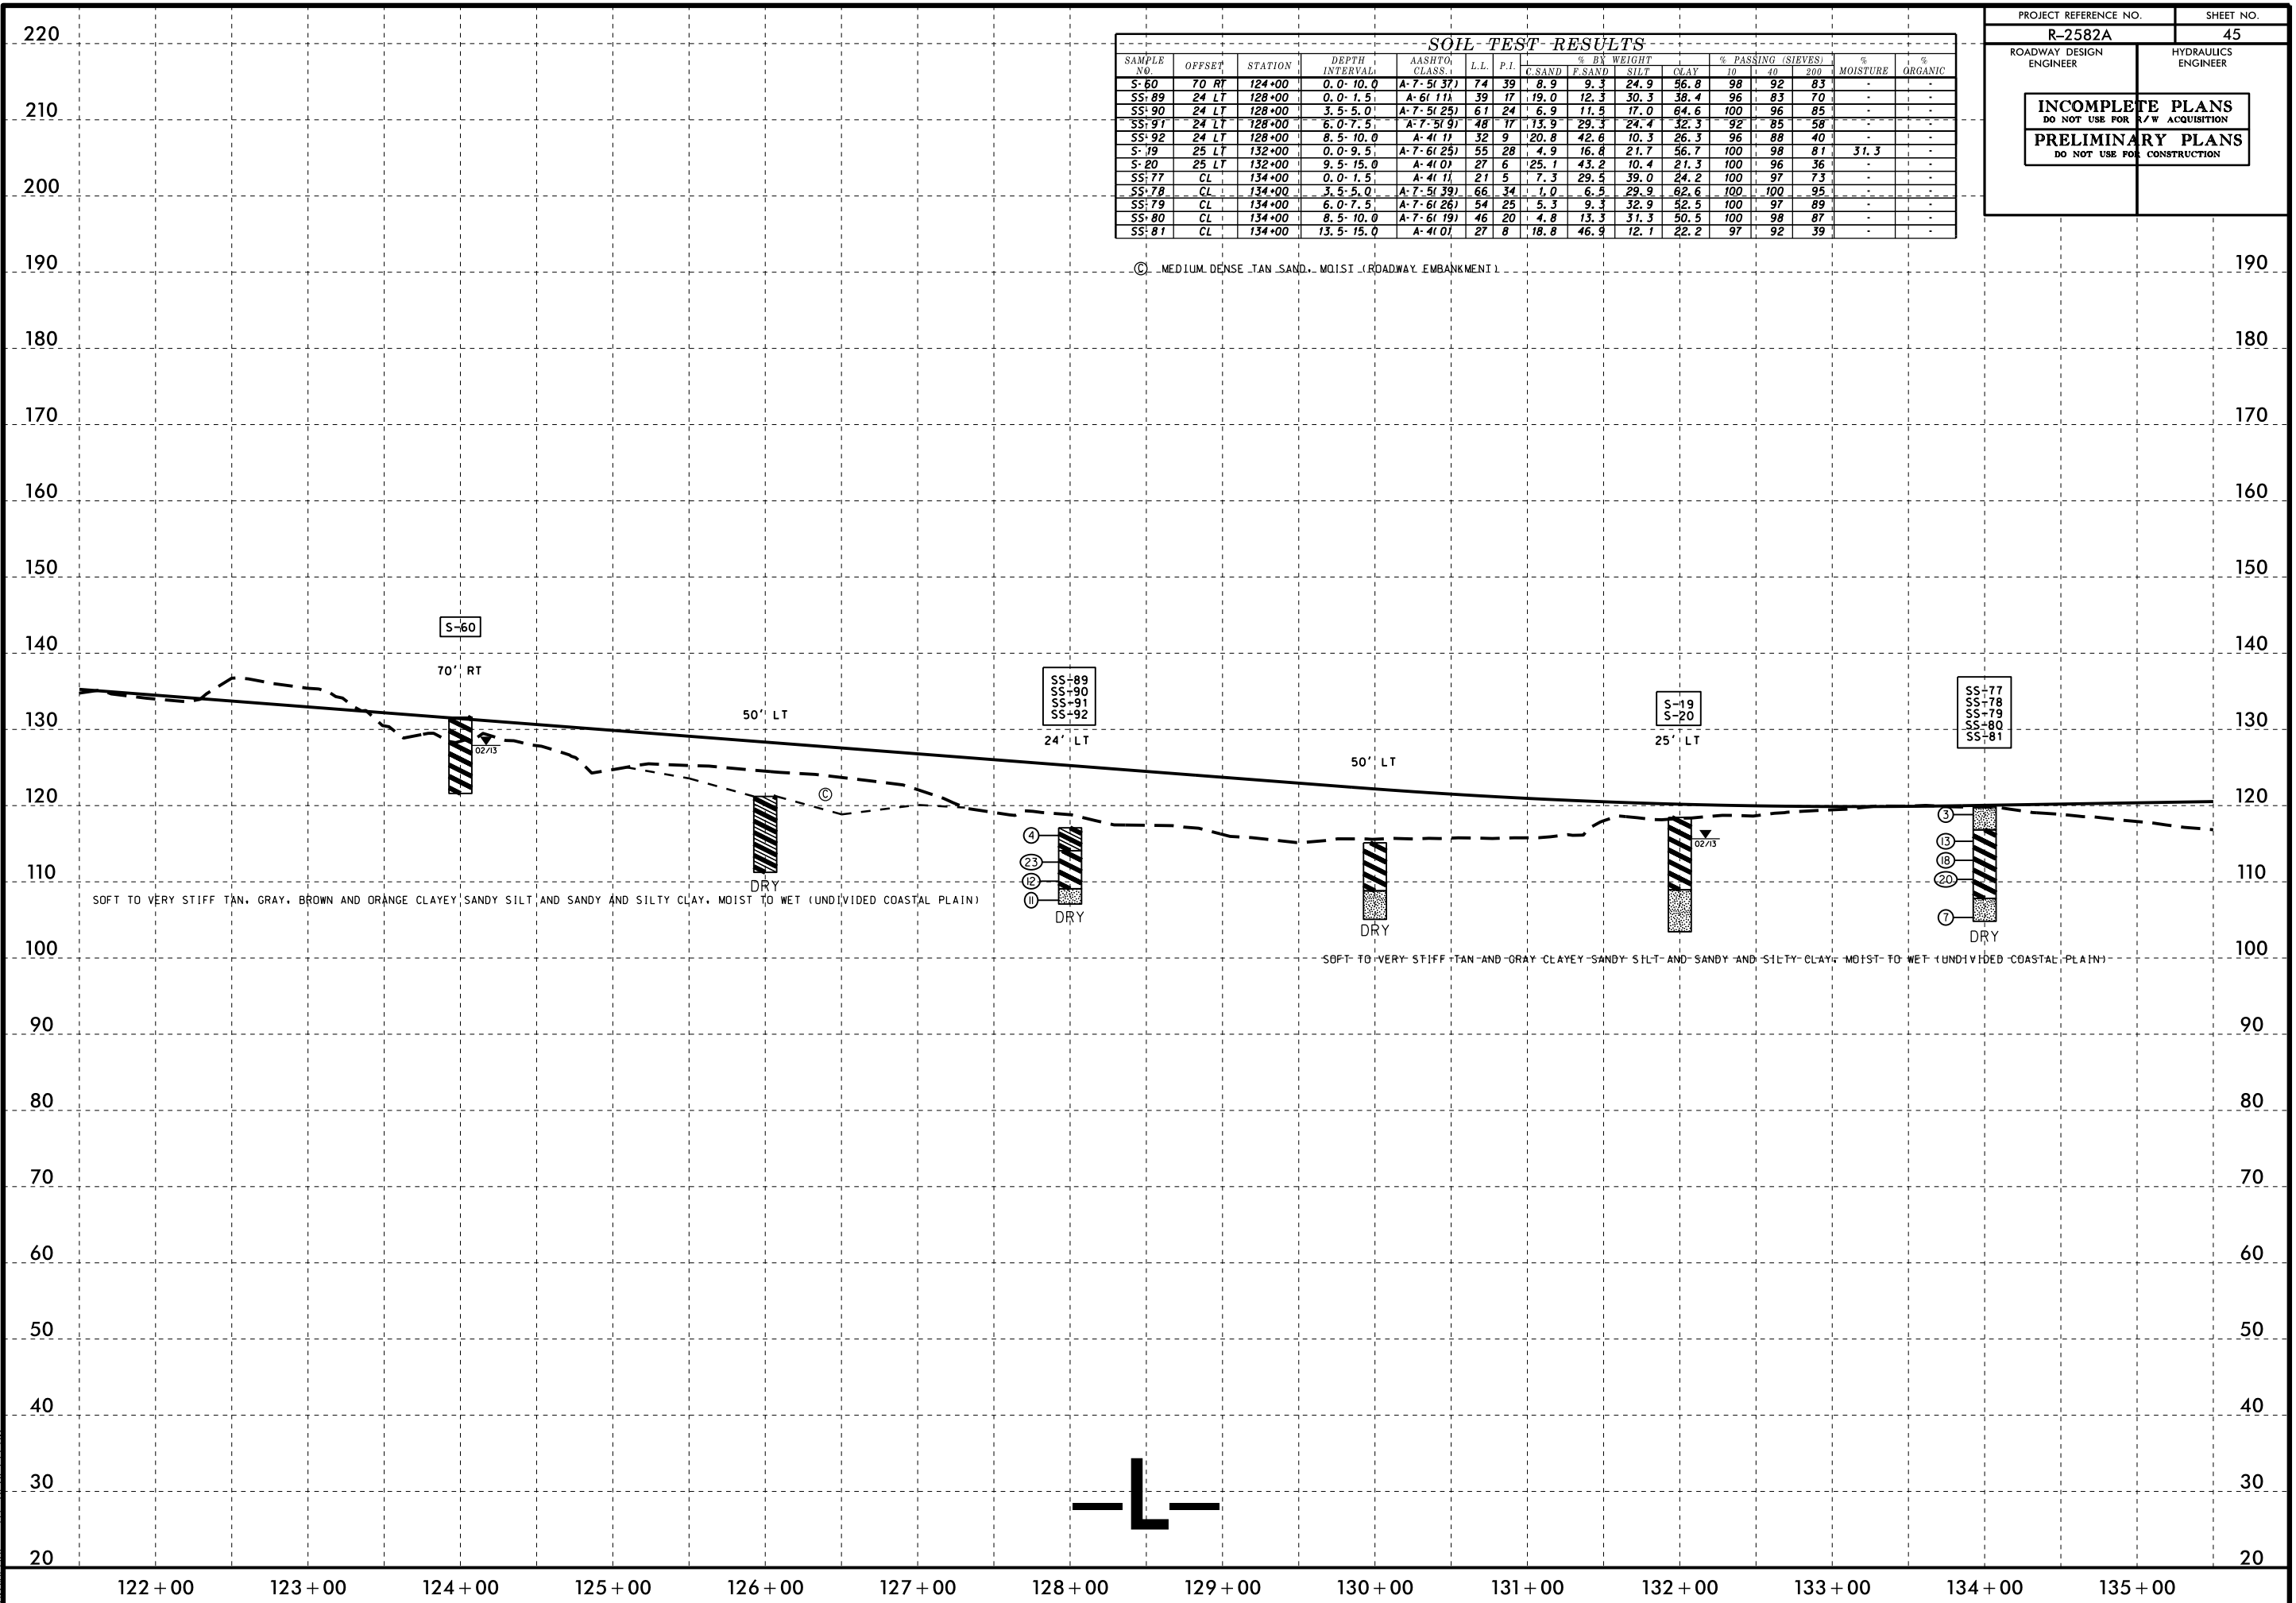 PROJECT REFERENCE NO. SHEET NO.
R-2582A 45
ROADWAY DESIGN ENGINEER HYDRAULICS ENGINEER
INCOMPLETE PLANS
DO NOT USE FOR R/W ACQUISITION
PRELIMINARY PLANS
DO NOT USE FOR CONSTRUCTION
SOIL TEST RESULTS
SAMPLE NO. OFFSET STATION DEPTH INTERVAL AASHTO CLASS. L.L. P.I. % BY WEIGHT C.SAND F.SAND SILT CLAY % PASSING (SIEVES) 10 40 200 % MOISTURE % ORGANIC
S-60 70 RT 124+00 0.0-10.0 A-7-5(37) 74 39 8.9 9.3 24.9 56.8 98 92 83 - -
SS-89 24 LT 128+00 0.0-1.5 A-6(11) 39 17 19.0 12.3 30.3 38.4 96 83 70 - -
SS-90 24 LT 128+00 3.5-5.0 A-7-5(25) 61 24 6.9 11.5 17.0 64.6 100 96 85 - -
SS-91 24 LT 128+00 6.0-7.5 A-7-5(9) 48 17 13.9 29.3 24.4 32.3 92 85 58 - -
SS-92 24 LT 128+00 8.5-10.0 A-4(1) 32 9 20.8 42.6 10.3 26.3 96 88 40 - -
S-19 25 LT 132+00 0.0-9.5 A-7-6(25) 55 28 4.9 16.8 21.7 56.7 100 98 81 31.3 -
S-20 25 LT 132+00 9.5-15.0 A-4(0) 27 6 25.1 43.2 10.4 21.3 100 96 36 - -
SS-77 CL 134+00 0.0-1.5 A-4(1) 21 5 7.3 29.5 39.0 24.2 100 97 73 - -
SS-78 CL 134+00 3.5-5.0 A-7-5(39) 66 34 1.0 6.5 29.9 62.6 100 100 95 - -
SS-79 CL 134+00 6.0-7.5 A-7-6(26) 54 25 5.3 9.3 32.9 52.5 100 97 89 - -
SS-80 CL 134+00 8.5-10.0 A-7-6(19) 46 20 4.8 13.3 31.3 50.5 100 98 87 - -
SS-81 CL 134+00 13.5-15.0 A-4(0) 27 8 18.8 46.9 12.1 22.2 97 92 39 - -
Ⓒ MEDIUM DENSE TAN SAND, MOIST (ROADWAY EMBANKMENT)
220
210
200
190 190
180 180
170 170
160 160
150 150
140 140
130 130
120 120
110 110
100 100
90 90
80 80
70 70
60 60
50 50
40 40
30 30
20 20
S-60
70' RT
02/13
50' LT
Ⓒ
DRY
SS-89
SS-90
SS-91
SS-92
24' LT
4
23
12
11
DRY
50' LT
DRY
S-19
S-20
25' LT
02/13
SS-77
SS-78
SS-79
SS-80
SS-81
3
13
18
20
7
DRY
SOFT TO VERY STIFF TAN, GRAY, BROWN AND ORANGE CLAYEY SANDY SILT AND SANDY AND SILTY CLAY, MOIST TO WET (UNDIVIDED COASTAL PLAIN)
SOFT TO VERY STIFF TAN AND GRAY CLAYEY SANDY SILT AND SANDY AND SILTY CLAY, MOIST TO WET (UNDIVIDED COASTAL PLAIN)
-L-
122+00 123+00 124+00 125+00 126+00 127+00 128+00 129+00 130+00 131+00 132+00 133+00 134+00 135+00